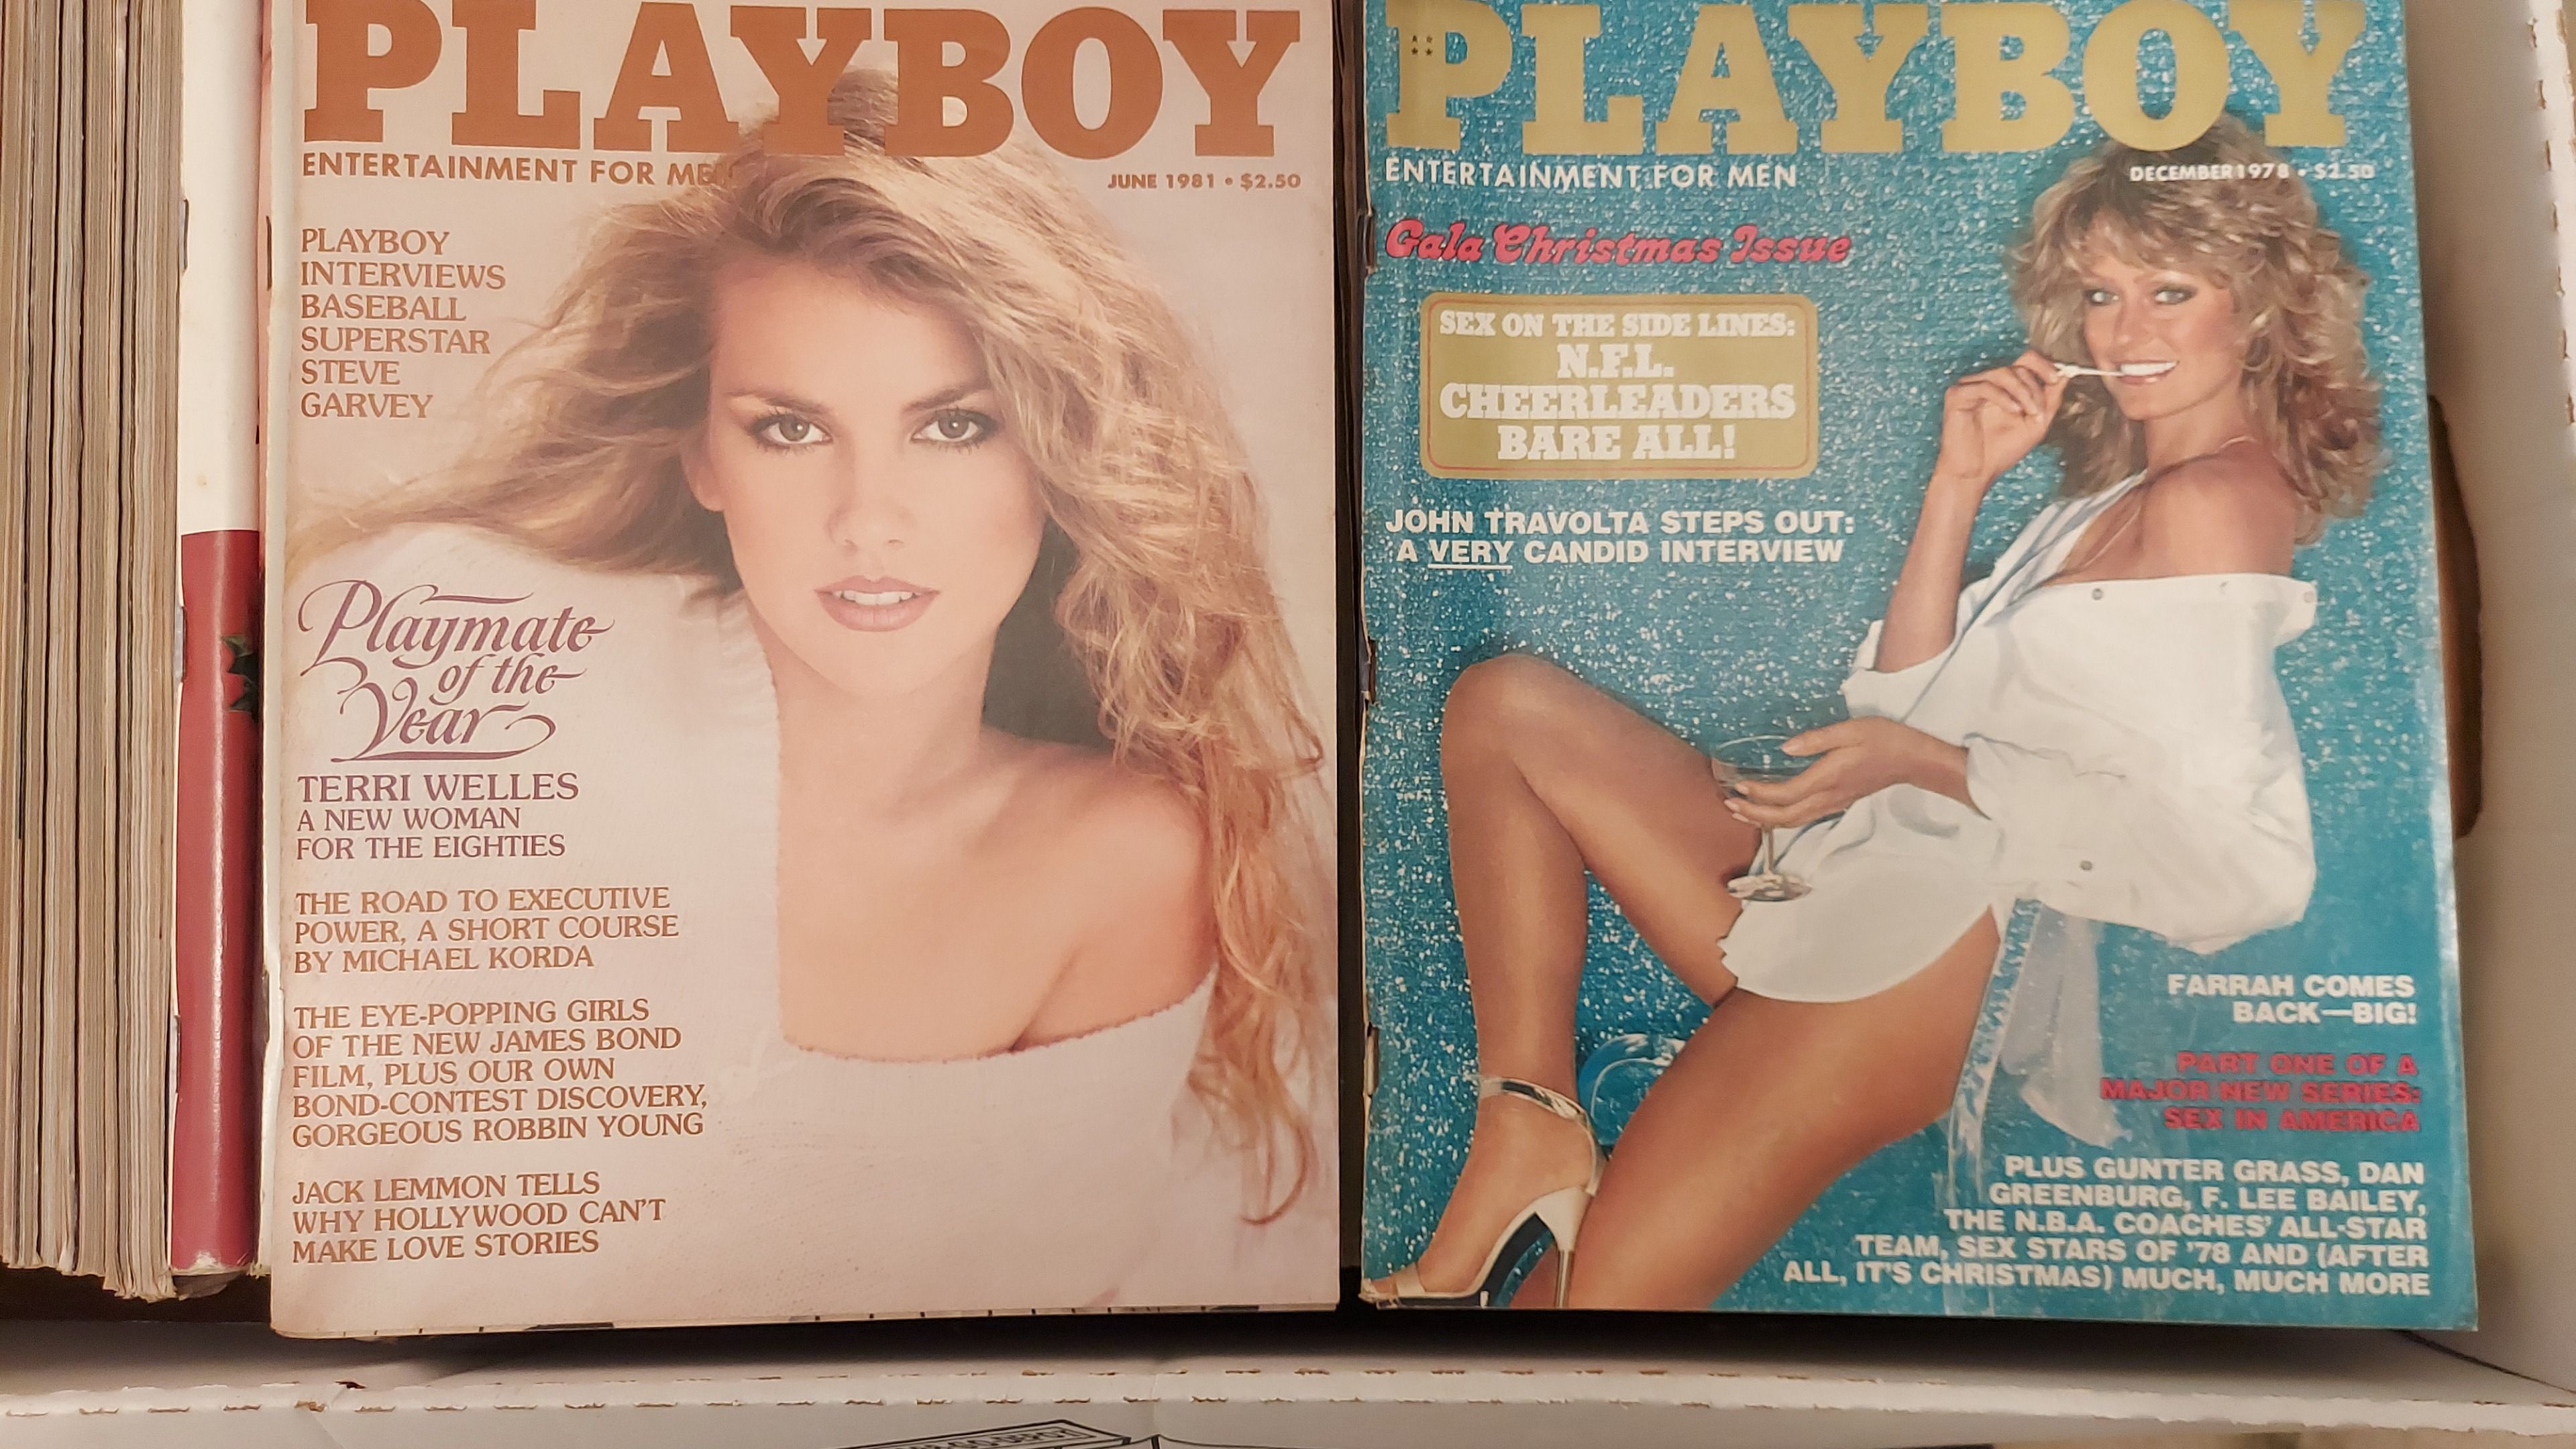 PLAYBOY
ENTERTAINMENT FOR MEN
JUNE 1981 • $2.50
PLAYBOY
INTERVIEWS
BASEBALL
SUPERSTAR
STEVE
GARVEY
Playmate
of the
Year
TERRI WELLES
A NEW WOMAN
FOR THE EIGHTIES
THE ROAD TO EXECUTIVE
POWER, A SHORT COURSE
BY MICHAEL KORDA
THE EYE-POPPING GIRLS
OF THE NEW JAMES BOND
FILM, PLUS OUR OWN
BOND-CONTEST DISCOVERY,
GORGEOUS ROBBIN YOUNG
JACK LEMMON TELLS
WHY HOLLYWOOD CAN'T
MAKE LOVE STORIES
PLAYBOY
ENTERTAINMENT FOR MEN
DECEMBER 1978 • $2.50
Gala Christmas Issue
SEX ON THE SIDE LINES:
N.F.L.
CHEERLEADERS
BARE ALL!
JOHN TRAVOLTA STEPS OUT:
A VERY CANDID INTERVIEW
FARRAH COMES
BACK—BIG!
PART ONE OF A
MAJOR NEW SERIES:
SEX IN AMERICA
PLUS GUNTER GRASS, DAN
GREENBURG, F. LEE BAILEY,
THE N.B.A. COACHES' ALL-STAR
TEAM, SEX STARS OF '78 AND (AFTER
ALL, IT'S CHRISTMAS) MUCH, MUCH MORE